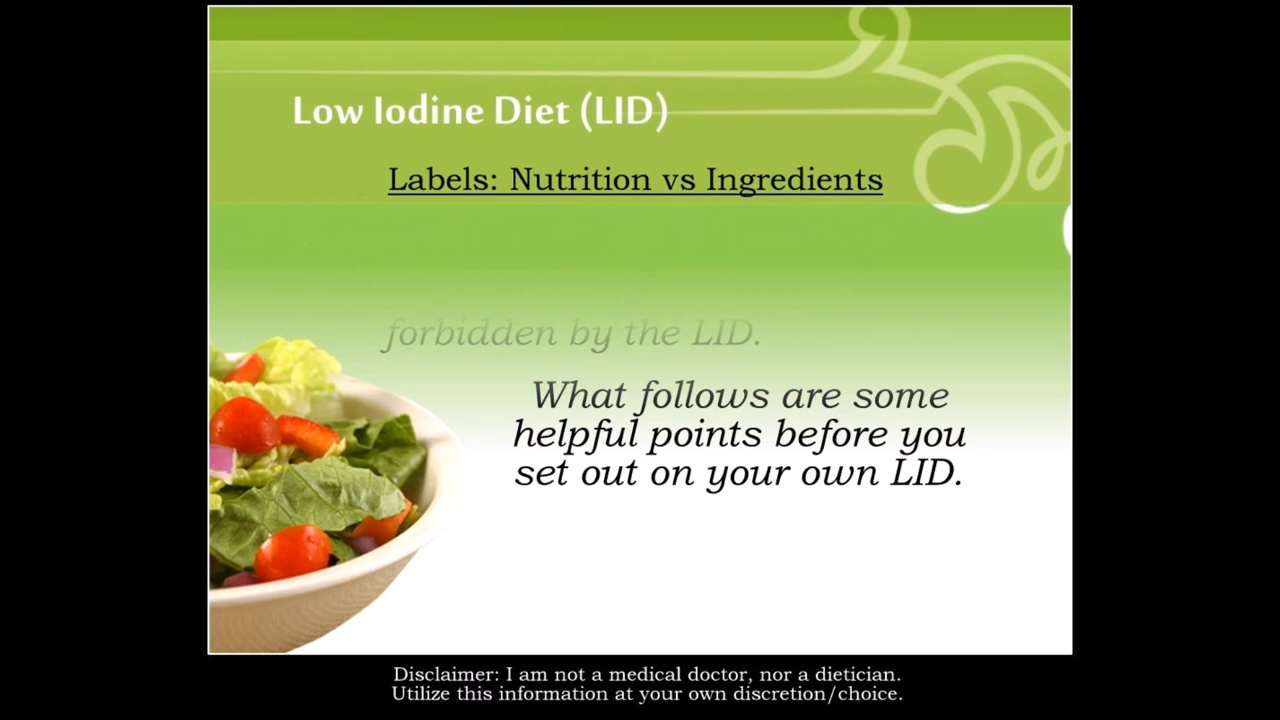 Low Iodine Diet (LID)
Labels: Nutrition vs Ingredients
forbidden by the LID.
What follows are some
helpful points before you
set out on your own LID.
Disclaimer: I am not a medical doctor, nor a dietician.
Utilize this information at your own discretion/choice.